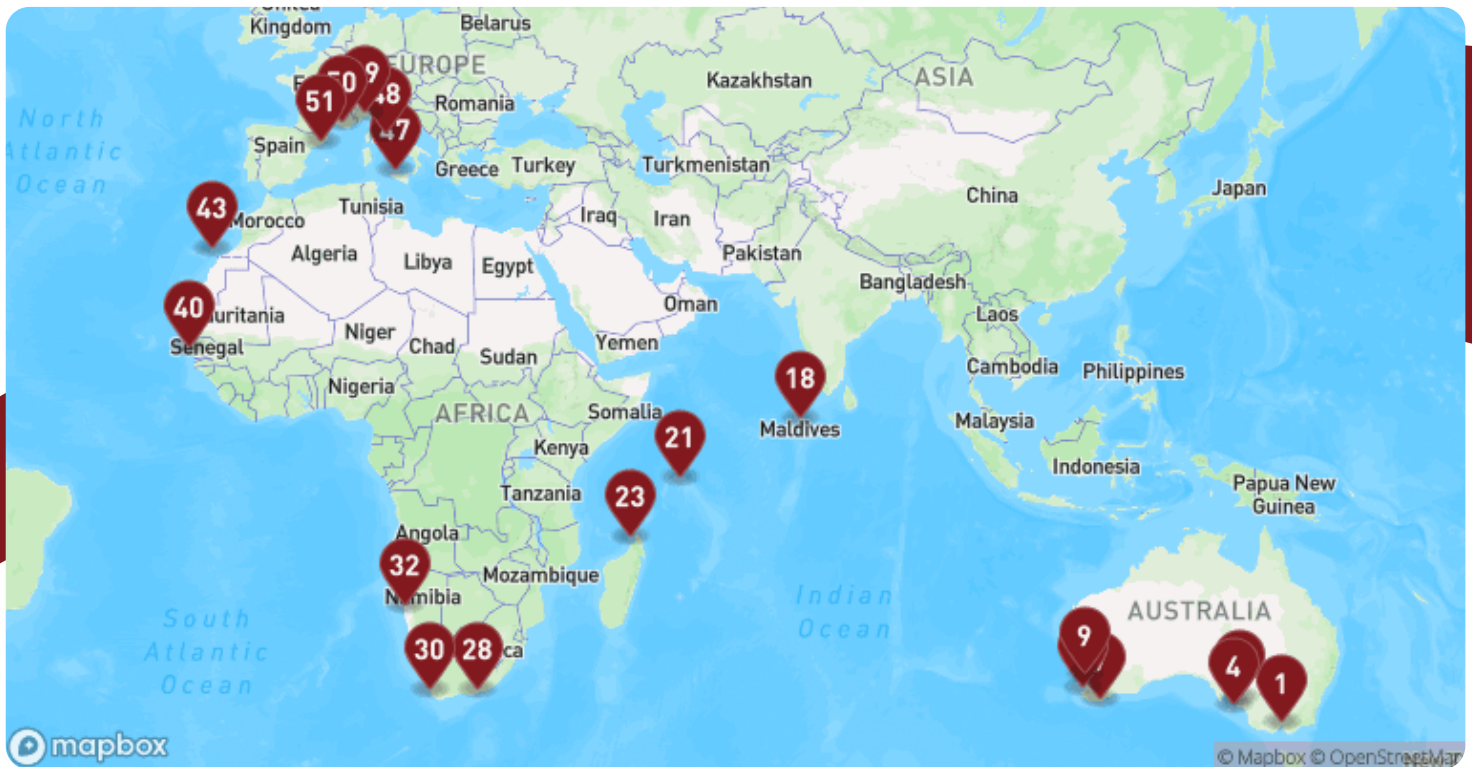 Kingdom
Belarus
EUROPE
Kazakhstan
ASIA
50
9
48
51
Romania
North
Atlantic
Ocean
47
Spain
Greece
Turkey
Turkmenistan
China
Japan
43
Morocco
Tunisia
Iraq
Iran
Algeria
Libya
Egypt
Pakistan
Bangladesh
40
uritania
Niger
Chad
Sudan
Oman
Yemen
Laos
Senegal
Nigeria
Cambodia
Philippines
18
AFRICA
Somalia
Maldives
Malaysia
21
Kenya
Indonesia
23
Tanzania
Papua New
Guinea
Angola
32
Mozambique
Namibia
Indian
Ocean
AUSTRALIA
South
Atlantic
Ocean
30
28
ca
9
4
1
mapbox
© Mapbox © OpenStreetMap